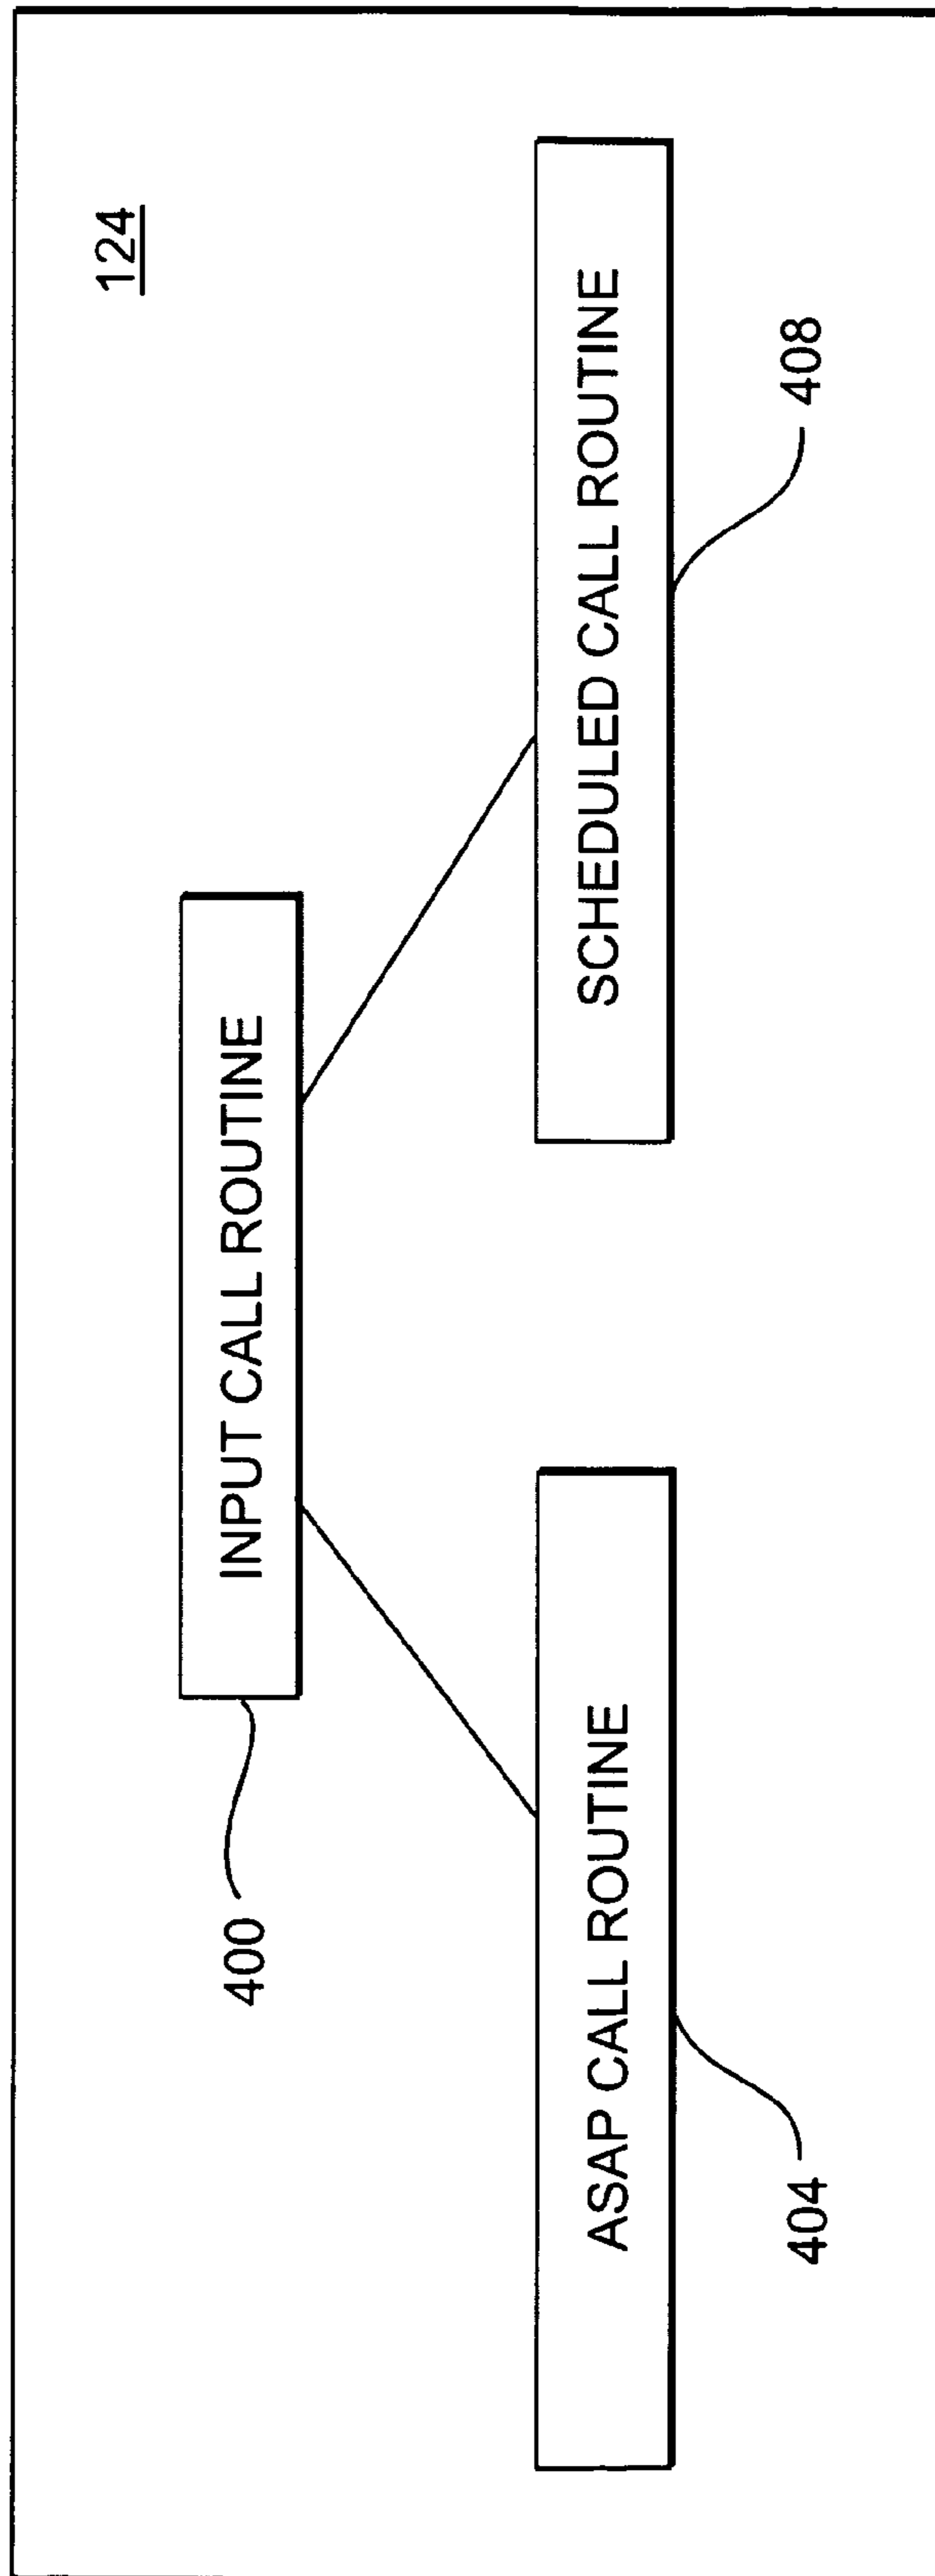 124
INPUT CALL ROUTINE
400
ASAP CALL ROUTINE
SCHEDULED CALL ROUTINE
404
408